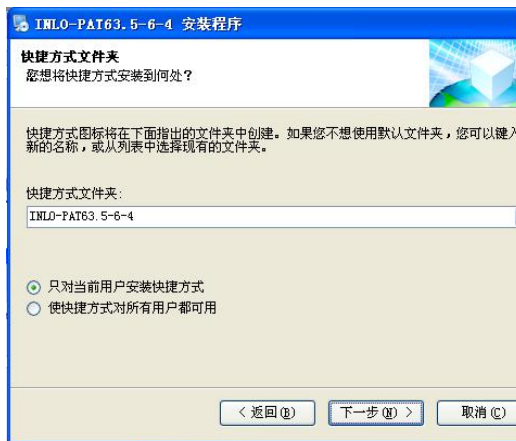 INLO-PAT63.5-6-4 安装程序
快捷方式文件夹
您想将快捷方式安装到何处?
快捷方式图标将在下面指出的文件夹中创建。如果您不想使用默认文件夹，您可以键入
新的名称，或从列表中选择现有的文件夹。
快捷方式文件夹:
INLO-PAT63.5-6-4
只对当前用户安装快捷方式
使快捷方式对所有用户都可用
< 返回(B)
下一步(N) >
取消(C)